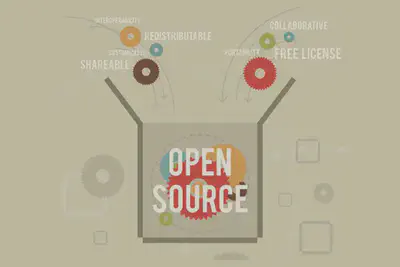 COLLABORATIVE
REDISTRIBUTABLE
FREE LICENSE
SHAREABLE
OPEN
SOURCE